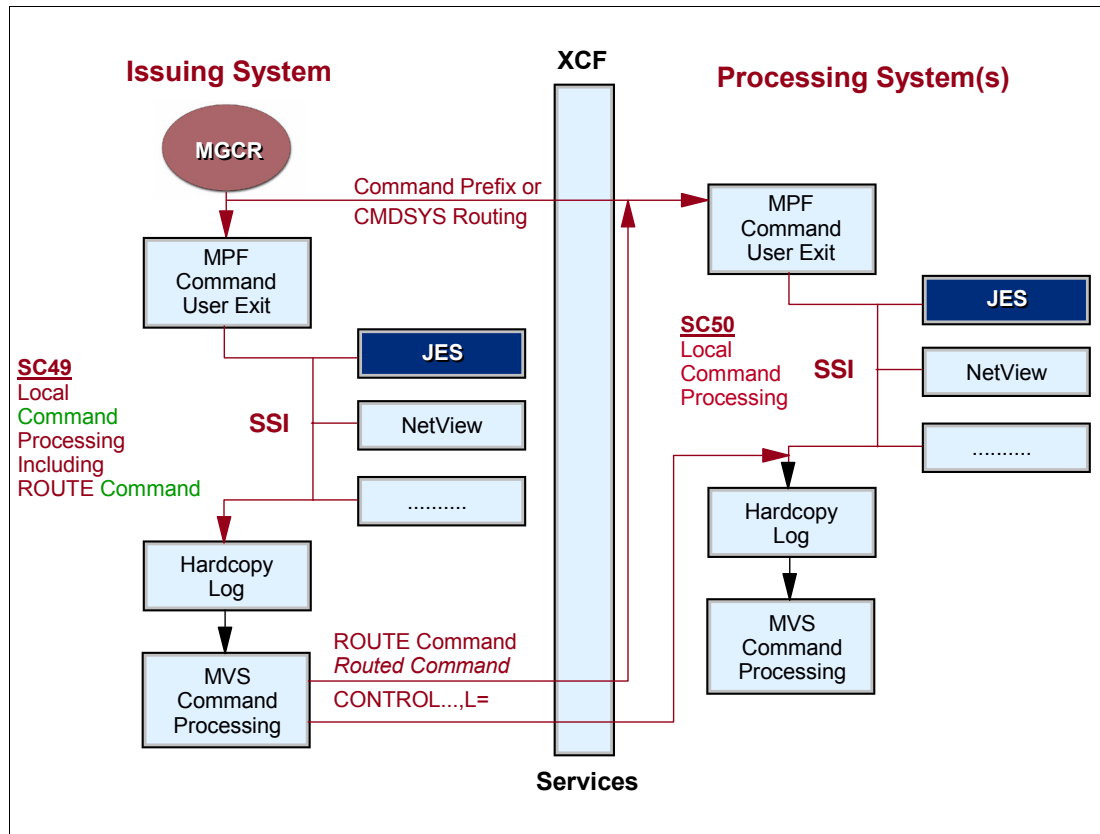 XCF
Issuing System
Processing System(s)
MGCR
Command Prefix or
CMDSYS Routing
MPF
Command
User Exit
MPF
Command
User Exit
JES
JES
SC49
Local
Command
Processing
Including
ROUTE Command
SSI
NetView
..........
SC50
Local
Command
Processing
SSI
NetView
..........
Hardcopy
Log
Hardcopy
Log
MVS
Command
Processing
ROUTE Command
Routed Command
CONTROL...,L=
MVS
Command
Processing
Services